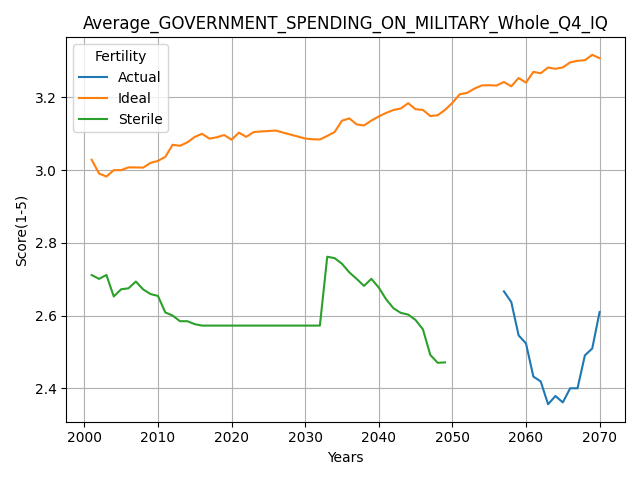 Average_GOVERNMENT_SPENDING_ON_MILITARY_Whole_Q4_IQ
Fertility
Actual
Ideal
Sterile
Score(1-5)
3.2
3.0
2.8
2.6
2.4
2000 2010 2020 2030 2040 2050 2060 2070
Years